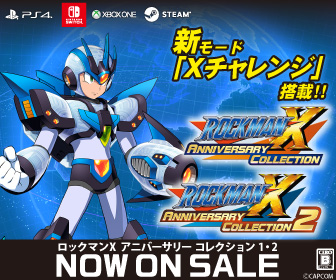 PS4
NINTENDO SWITCH
XBOX ONE
STEAM
新モード
「Xチャレンジ」
搭載!!
ROCKMAN X
ANNIVERSARY
COLLECTION
ROCKMAN X
ANNIVERSARY
COLLECTION 2
ロックマンX アニバーサリー コレクション 1・2
NOW ON SALE
©CAPCOM
B